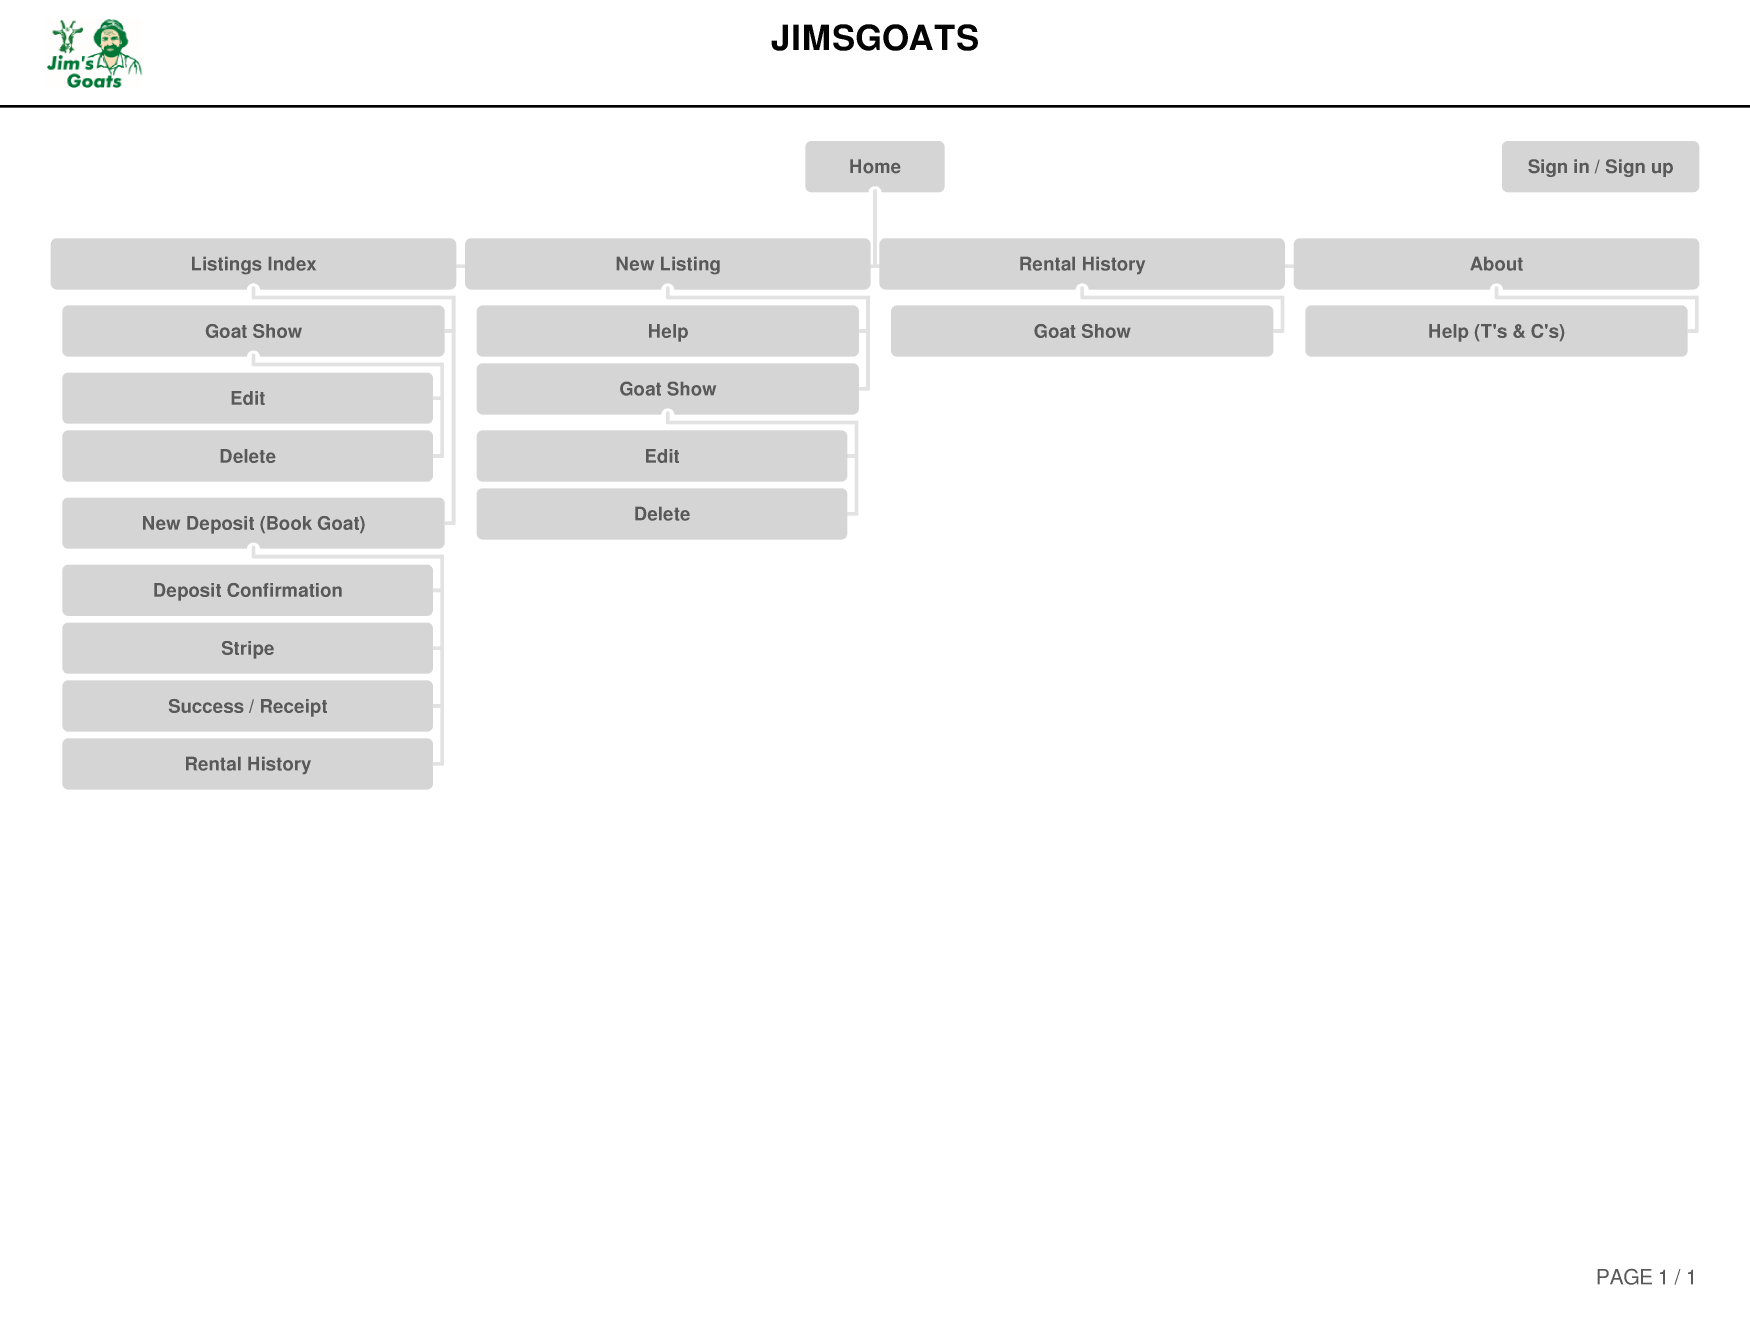 Jim's
Goats
JIMSGOATS
Home
Sign in / Sign up
Listings Index
New Listing
Rental History
About
Goat Show
Edit
Delete
New Deposit (Book Goat)
Deposit Confirmation
Stripe
Success / Receipt
Rental History
Help
Goat Show
Edit
Delete
Goat Show
Help (T's & C's)
PAGE 1 / 1